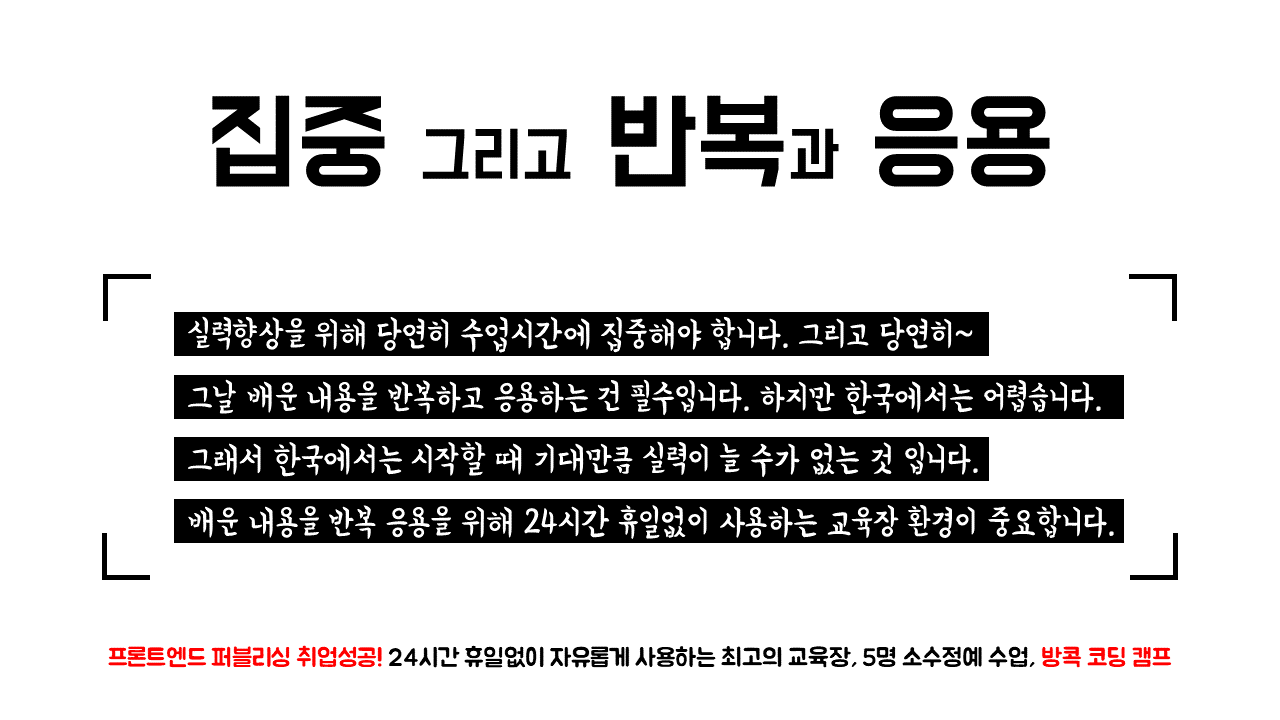 집중 그리고 반복과 응용
실력향상을 위해 당연히 수업시간에 집중해야 합니다. 그리고 당연히~
그날 배운 내용을 반복하고 응용하는 건 필수입니다. 하지만 한국에서는 어렵습니다.
그래서 한국에서는 시작할 때 기대만큼 실력이 늘 수가 없는 것 입니다.
배운 내용을 반복 응용을 위해 24시간 휴일없이 사용하는 교육장 환경이 중요합니다.
프론트엔드 퍼블리싱 취업성공! 24시간 휴일없이 자유롭게 사용하는 최고의 교육장, 5명 소수정예 수업, 방콕 코딩 캠프